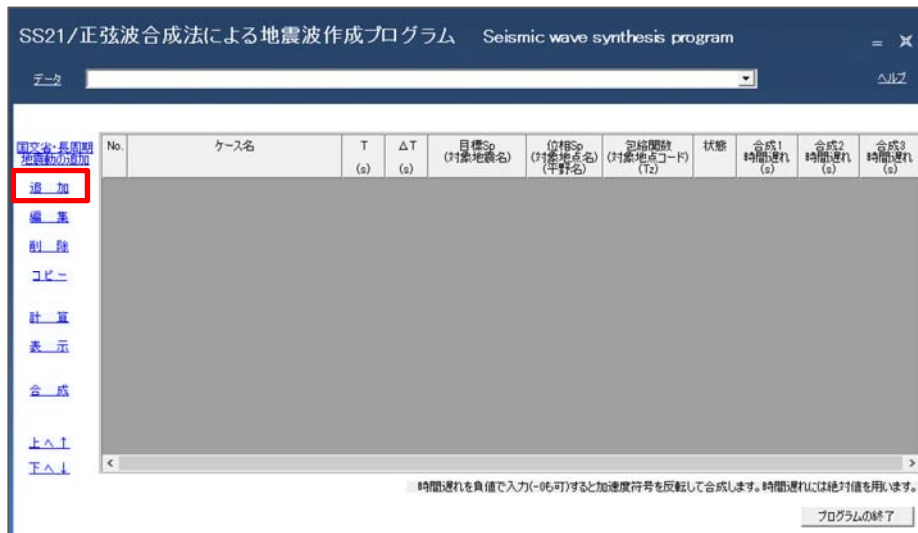 SS21/正弦波合成法による地震波作成プログラム Seismic wave synthesis program
データ
ヘルプ
国交省・長周期
地震動の追加
追 加
編 集
削 除
コピー
計 算
表 示
合 成
上へ↑
下へ↓
No.
ケース名
T
(s)
ΔT
(s)
目標Sp
(対象地震名)
位相Sp
(対象地点名)
(平野名)
包絡関数
(対象地点コード)
(Tz)
状態
合成1
時間遅れ
(s)
合成2
時間遅れ
(s)
合成3
時間遅れ
(s)
時間遅れを負値で入力(-0も可)すると加速度符号を反転して合成します。時間遅れには絶対値を用います。
プログラムの終了